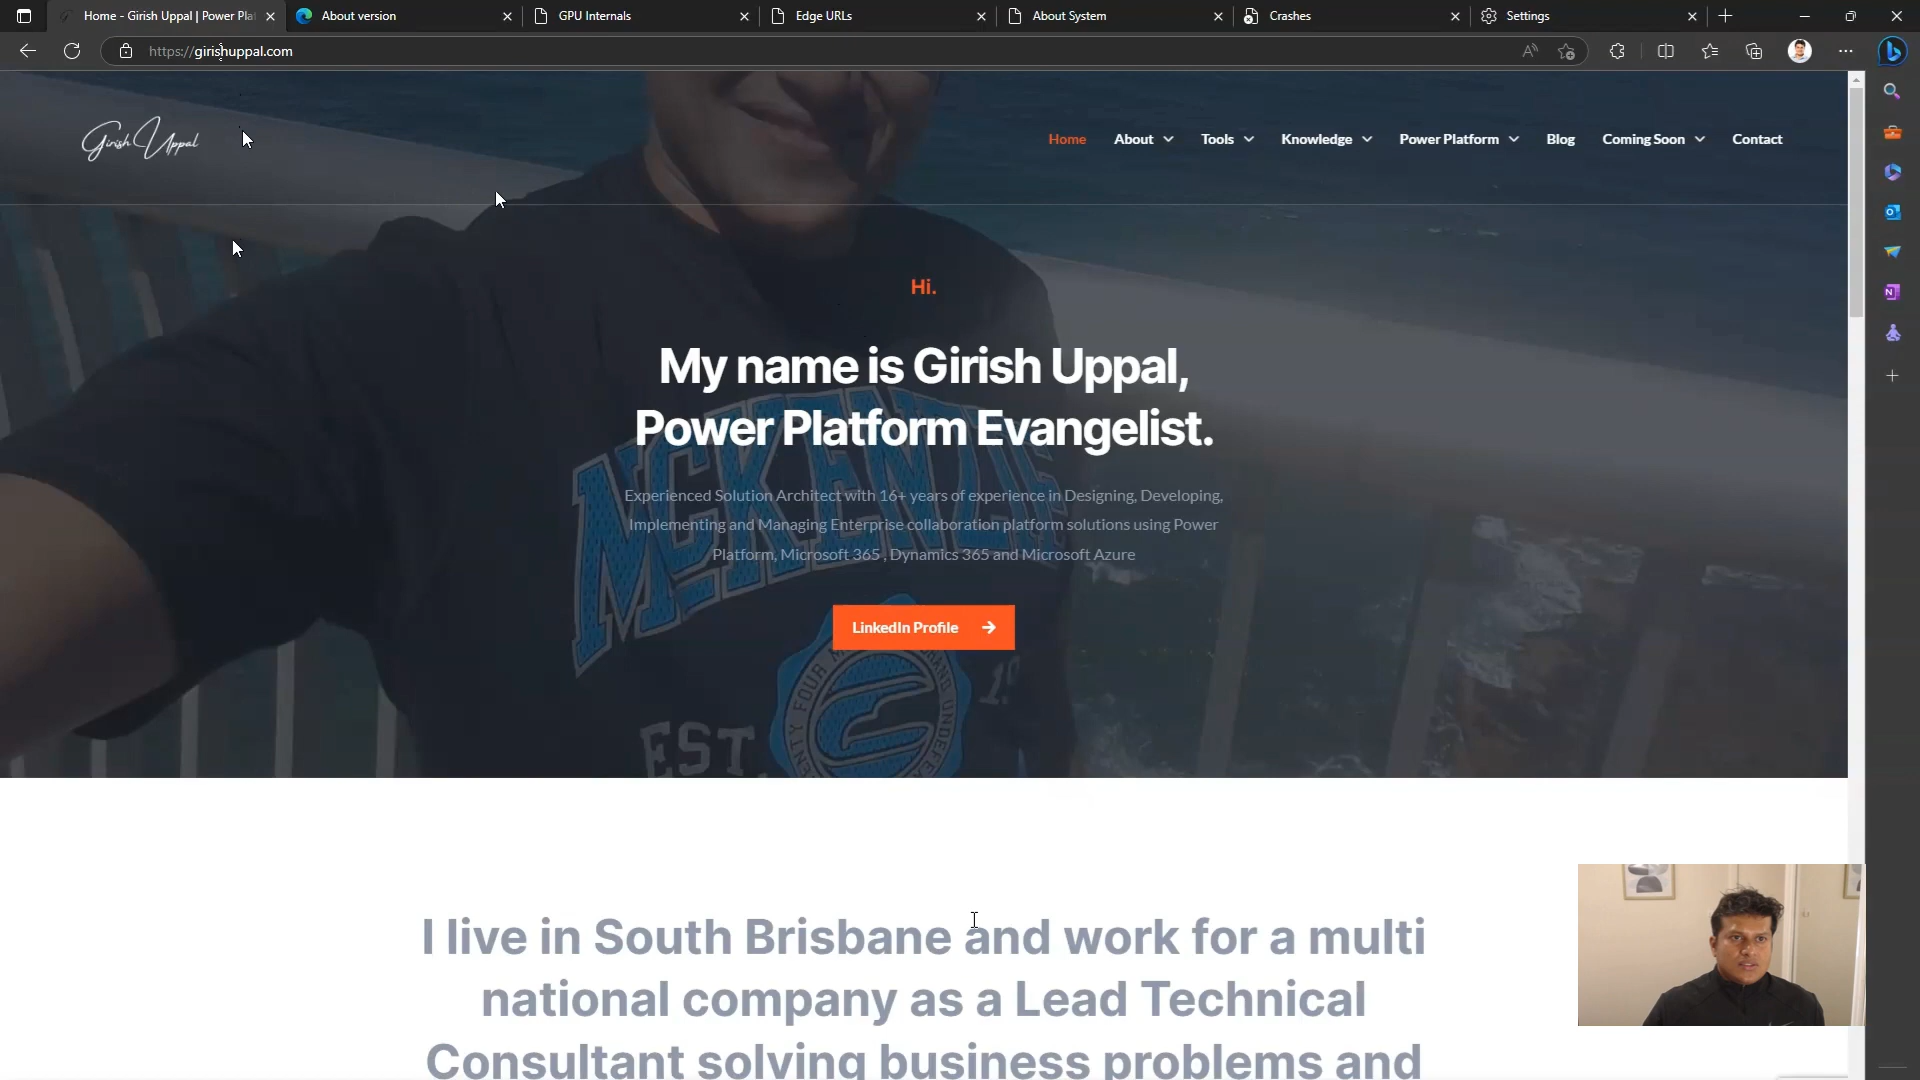 Home - Girish Uppal | Power Pla
About version
GPU Internals
Edge URLs
About System
Crashes
Settings
https://girishuppal.com
Girish Uppal
Home
About
Tools
Knowledge
Power Platform
Blog
Coming Soon
Contact
Hi.
My name is Girish Uppal,
Power Platform Evangelist.
Experienced Solution Architect with 16+ years of experience in Designing, Developing,
Implementing and Managing Enterprise collaboration platform solutions using Power
Platform, Microsoft 365 , Dynamics 365 and Microsoft Azure
MCKENZIE
LinkedIn Profile
EST.
I live in South Brisbane and work for a multi
national company as a Lead Technical
Consultant solving business problems and